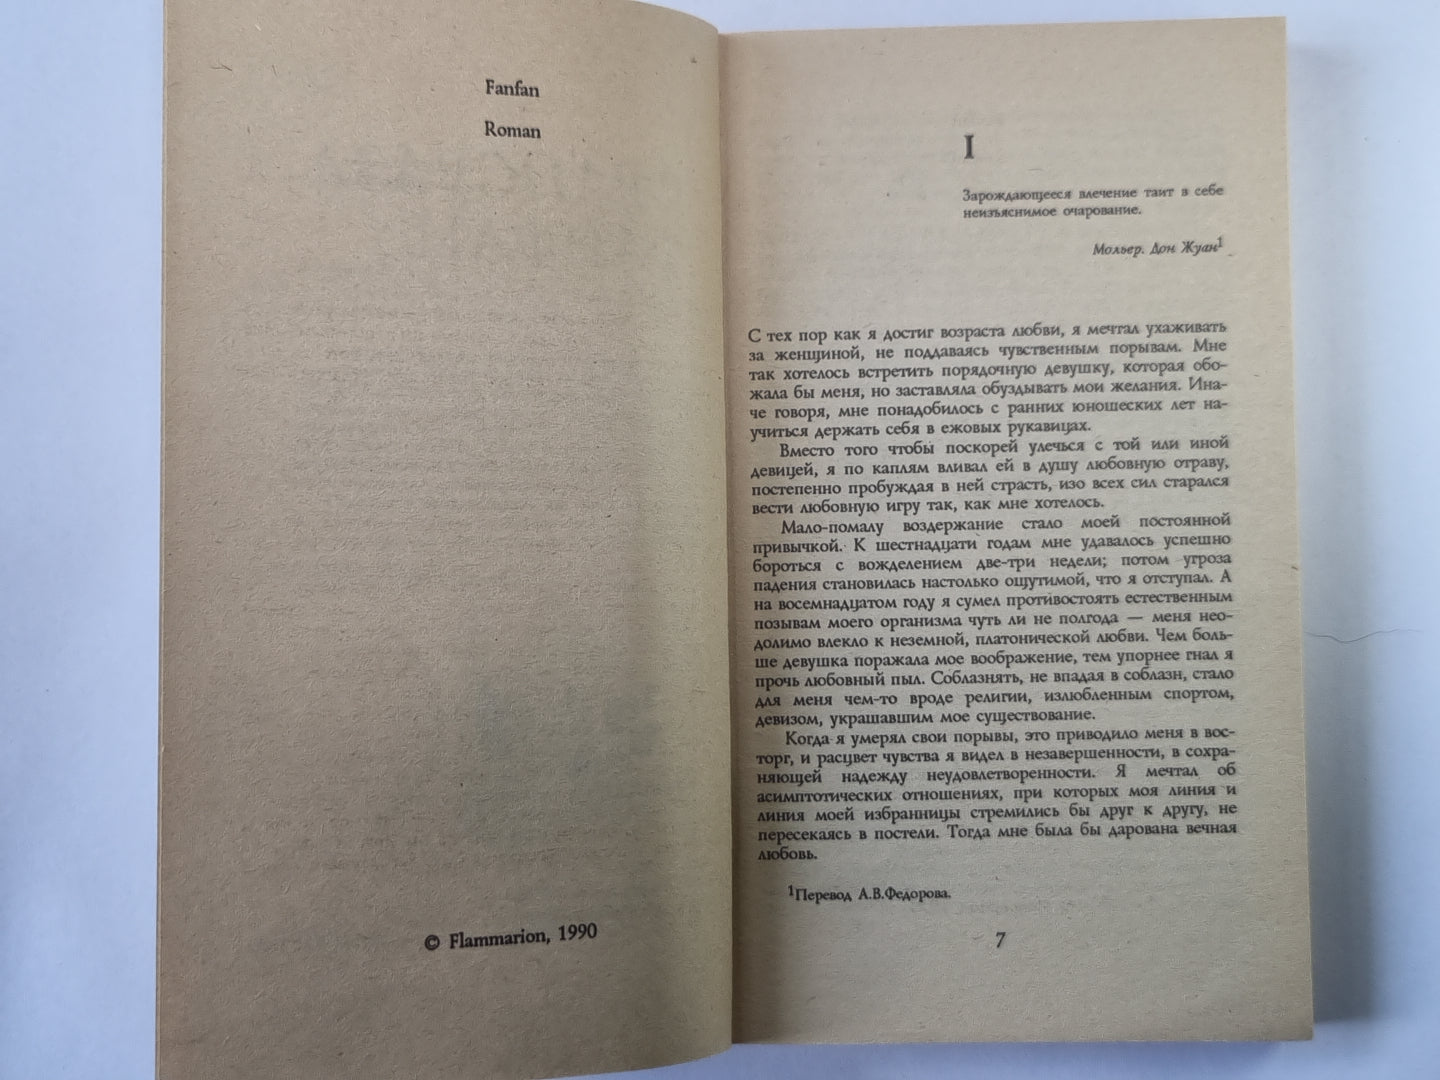 Fanfan
Roman
© Flammarion, 1990
I
Зарождающееся влечение таит в себе
неизъяснимое очарование.
Мольер. Дон Жуан1
С тех пор как я достиг возраста любви, я мечтал ухаживать
за женщиной, не поддаваясь чувственным порывам. Мне
так хотелось встретить порядочную девушку, которая обо-
жала бы меня, но заставляла обуздывать мои желания. Ина-
че говоря, мне понадобилось с ранних юношеских лет на-
учиться держать себя в ежовых рукавицах.
Вместо того чтобы поскорей улечься с той или иной
девицей, я по каплям вливал ей в душу любовную отраву,
постепенно пробуждая в ней страсть, изо всех сил старался
вести любовную игру так, как мне хотелось.
Мало-помалу воздержание стало моей постоянной
привычкой. К шестнадцати годам мне удавалось успешно
бороться с вожделением две-три недели; потом угроза
падения становилась настолько ощутимой, что я отступал. А
на восемнадцатом году я сумел противостоять естественным
позывам моего организма чуть ли не полгода — меня нео-
долимо влекло к неземной, платонической любви. Чем боль-
ше девушка поражала мое воображение, тем упорнее гнал я
прочь любовный пыл. Соблазнять, не впадая в соблазн, стало
для меня чем-то вроде религии, излюбленным спортом,
девизом, украшавшим мое существование.
Когда я умерял свои порывы, это приводило меня в вос-
торг, и расцвет чувства я видел в незавершенности, в сохра-
няющей надежду неудовлетворенности. Я мечтал об
асимптотических отношениях, при которых моя линия и
линия моей избранницы стремились бы друг к другу, не
пересекаясь в постели. Тогда мне была бы дарована вечная
любовь.
1Перевод А.В.Федорова.
7